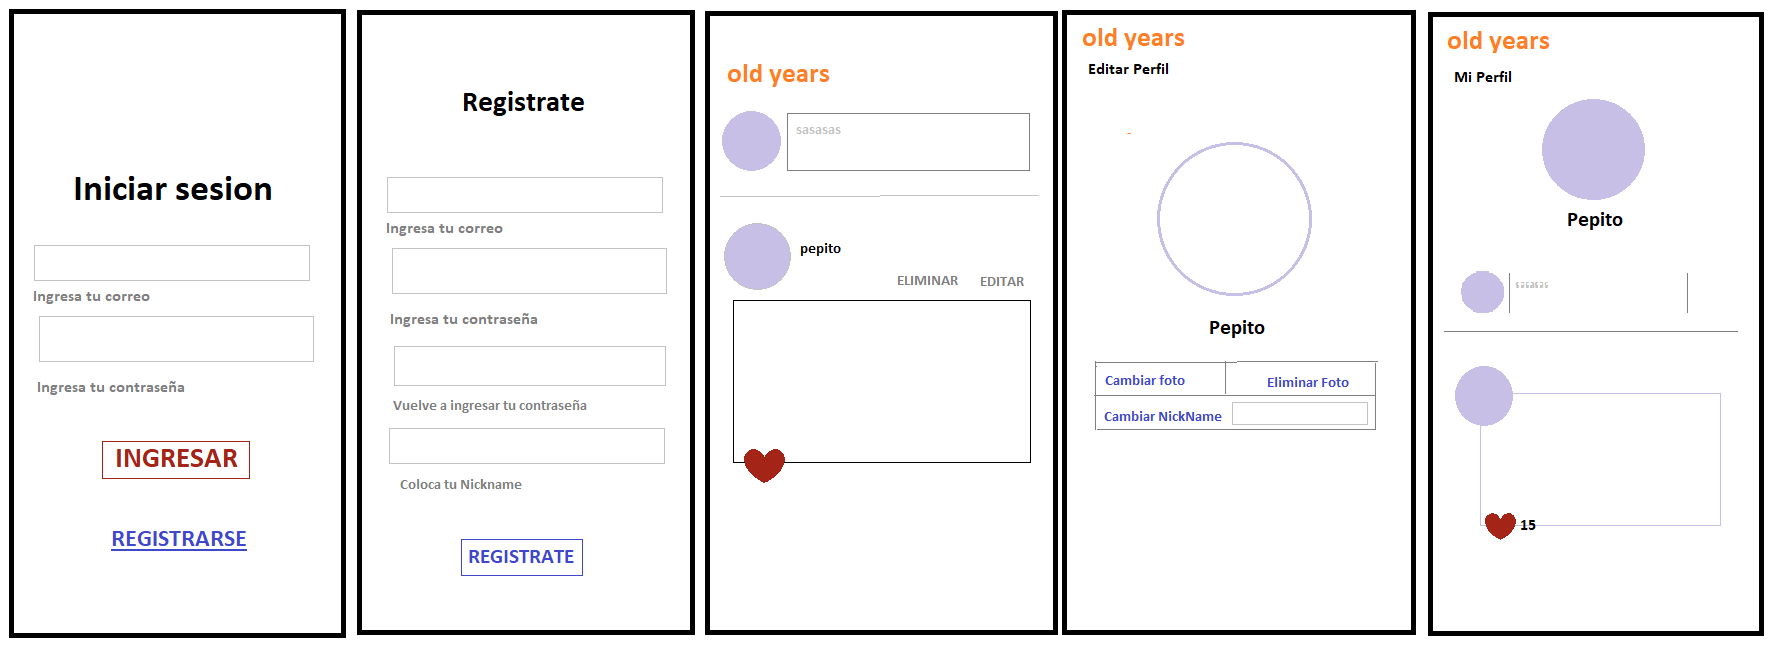 Iniciar sesion
Ingresa tu correo
Ingresa tu contraseña
INGRESAR
REGISTRARSE
Registrate
Ingresa tu correo
Ingresa tu contraseña
Vuelve a ingresar tu contraseña
Coloca tu Nickname
REGISTRATE
old years
sasasas
pepito
ELIMINAR EDITAR
old years
Editar Perfil
Pepito
Cambiar foto Eliminar Foto
Cambiar NickName
old years
Mi Perfil
Pepito
sasasas
15